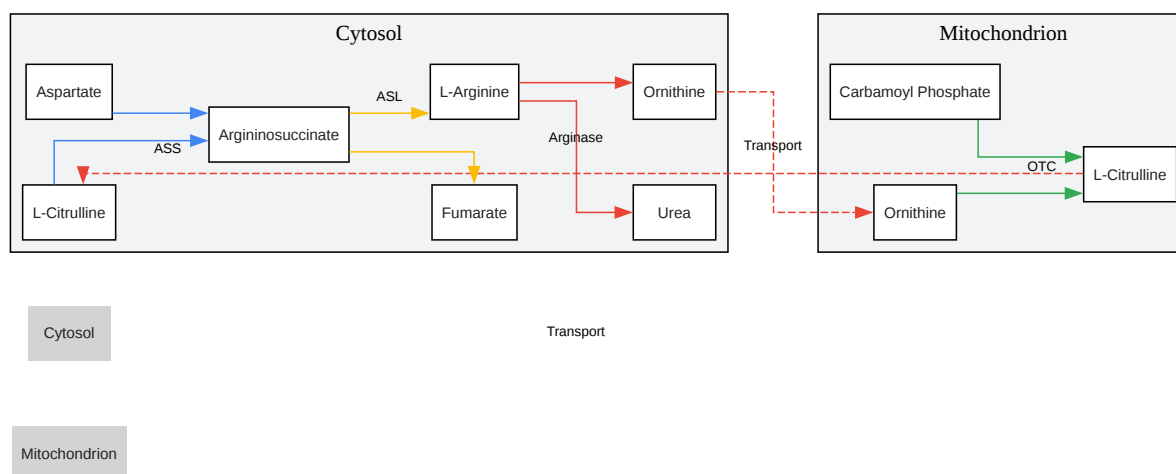 Cytosol
Mitochondrion
Aspartate
L-Arginine
Ornithine
Carbamoyl Phosphate
ASL
Argininosuccinate
Arginase
Transport
ASS
OTC
L-Citrulline
L-Citrulline
Fumarate
Urea
Ornithine
Cytosol
Transport
Mitochondrion